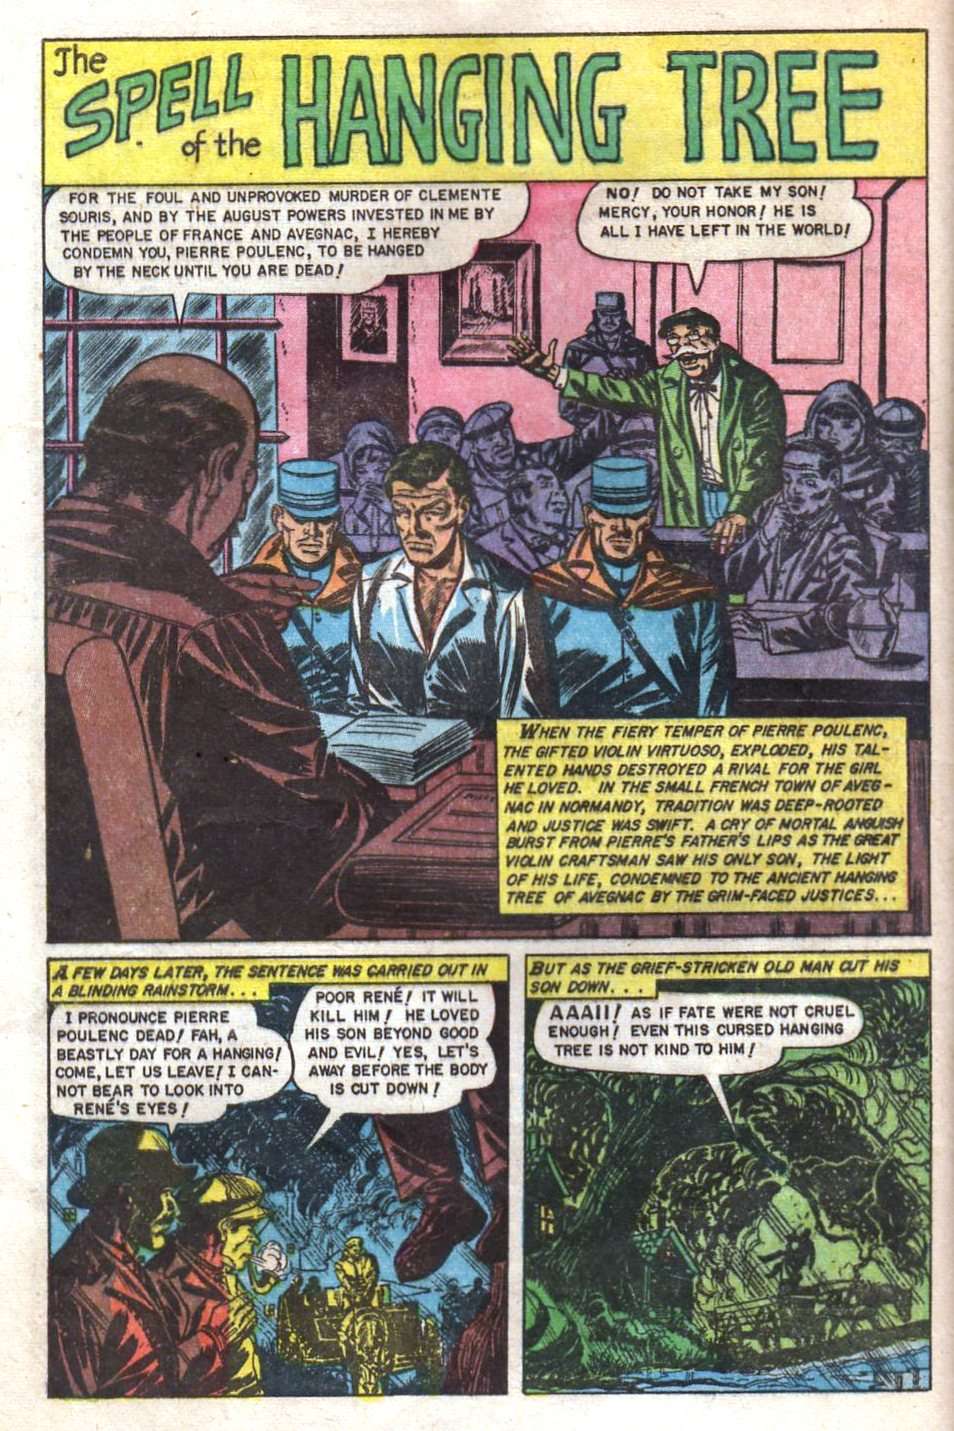 The
SPELL
of the
HANGING TREE
FOR THE FOUL AND UNPROVOKED MURDER OF CLEMENTE
SOURIS, AND BY THE AUGUST POWERS INVESTED IN ME BY
THE PEOPLE OF FRANCE AND AVEGNAC, I HEREBY
CONDEMN YOU, PIERRE POULENC, TO BE HANGED
BY THE NECK UNTIL YOU ARE DEAD!
NO! DO NOT TAKE MY SON!
MERCY, YOUR HONOR! HE IS
ALL I HAVE LEFT IN THE WORLD!
WHEN THE FIERY TEMPER OF PIERRE POULENC,
THE GIFTED VIOLIN VIRTUOSO, EXPLODED, HIS TAL-
ENTED HANDS DESTROYED A RIVAL FOR THE GIRL
HE LOVED. IN THE SMALL FRENCH TOWN OF AVEG-
NAC IN NORMANDY, TRADITION WAS DEEP-ROOTED
AND JUSTICE WAS SWIFT. A CRY OF MORTAL ANGUISH
BURST FROM PIERRE'S FATHER'S LIPS AS THE GREAT
VIOLIN CRAFTSMAN SAW HIS ONLY SON, THE LIGHT
OF HIS LIFE, CONDEMNED TO THE ANCIENT HANGING
TREE OF AVEGNAC BY THE GRIM-FACED JUSTICES...
A FEW DAYS LATER, THE SENTENCE WAS CARRIED OUT IN
A BLINDING RAINSTORM...
I PRONOUNCE PIERRE
POULENC DEAD! FAH, A
BEASTLY DAY FOR A HANGING!
COME, LET US LEAVE! I CAN-
NOT BEAR TO LOOK INTO
RENÉ'S EYES!
POOR RENÉ! IT WILL
KILL HIM! HE LOVED
HIS SON BEYOND GOOD
AND EVIL! YES, LET'S
AWAY BEFORE THE BODY
IS CUT DOWN!
BUT AS THE GRIEF-STRICKEN OLD MAN CUT HIS
SON DOWN...
AAAII! AS IF FATE WERE NOT CRUEL
ENOUGH! EVEN THIS CURSED HANGING
TREE IS NOT KIND TO HIM!